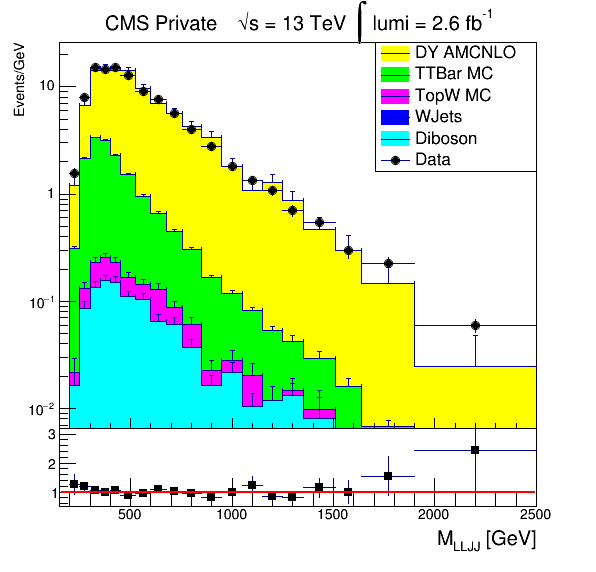 CMS Private √s = 13 TeV ∫ lumi = 2.6 fb⁻¹
Events/GeV
DY AMCNLO
TTBar MC
TopW MC
WJets
Diboson
Data
10
1
10⁻¹
10⁻²
3
2
1
500 1000 1500 2000 2500
M_LLJJ [GeV]